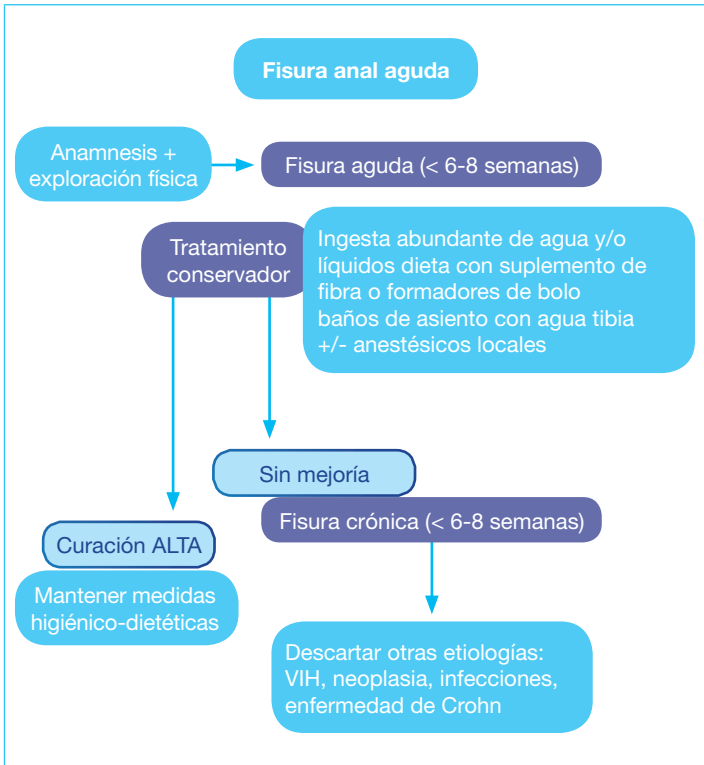 Fisura anal aguda
Anamnesis +
exploración física
Fisura aguda (< 6-8 semanas)
Tratamiento
conservador
Ingesta abundante de agua y/o
líquidos dieta con suplemento de
fibra o formadores de bolo
baños de asiento con agua tibia
+/- anestésicos locales
Sin mejoría
Fisura crónica (< 6-8 semanas)
Curación ALTA
Mantener medidas
higiénico-dietéticas
Descartar otras etiologías:
VIH, neoplasia, infecciones,
enfermedad de Crohn